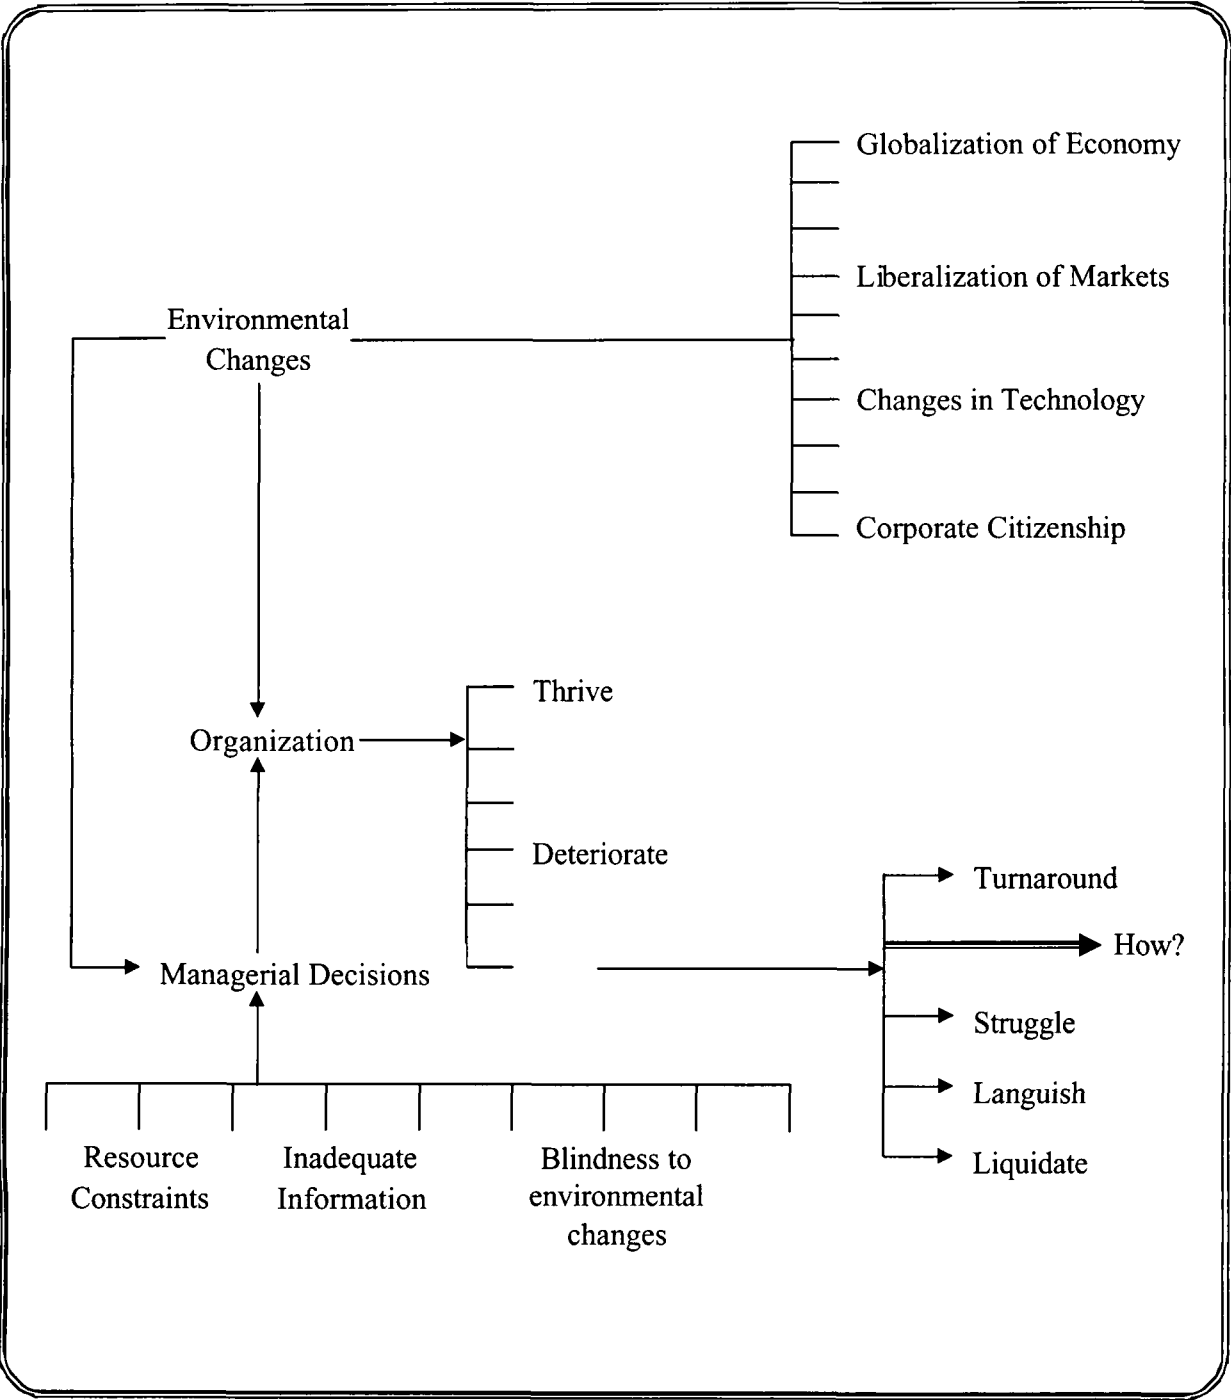 Globalization of Economy
Liberalization of Markets
Environmental
Changes
Changes in Technology
Corporate Citizenship
Thrive
Organization
Deteriorate
Turnaround
How?
Managerial Decisions
Struggle
Languish
Liquidate
Resource
Constraints
Inadequate
Information
Blindness to
environmental
changes